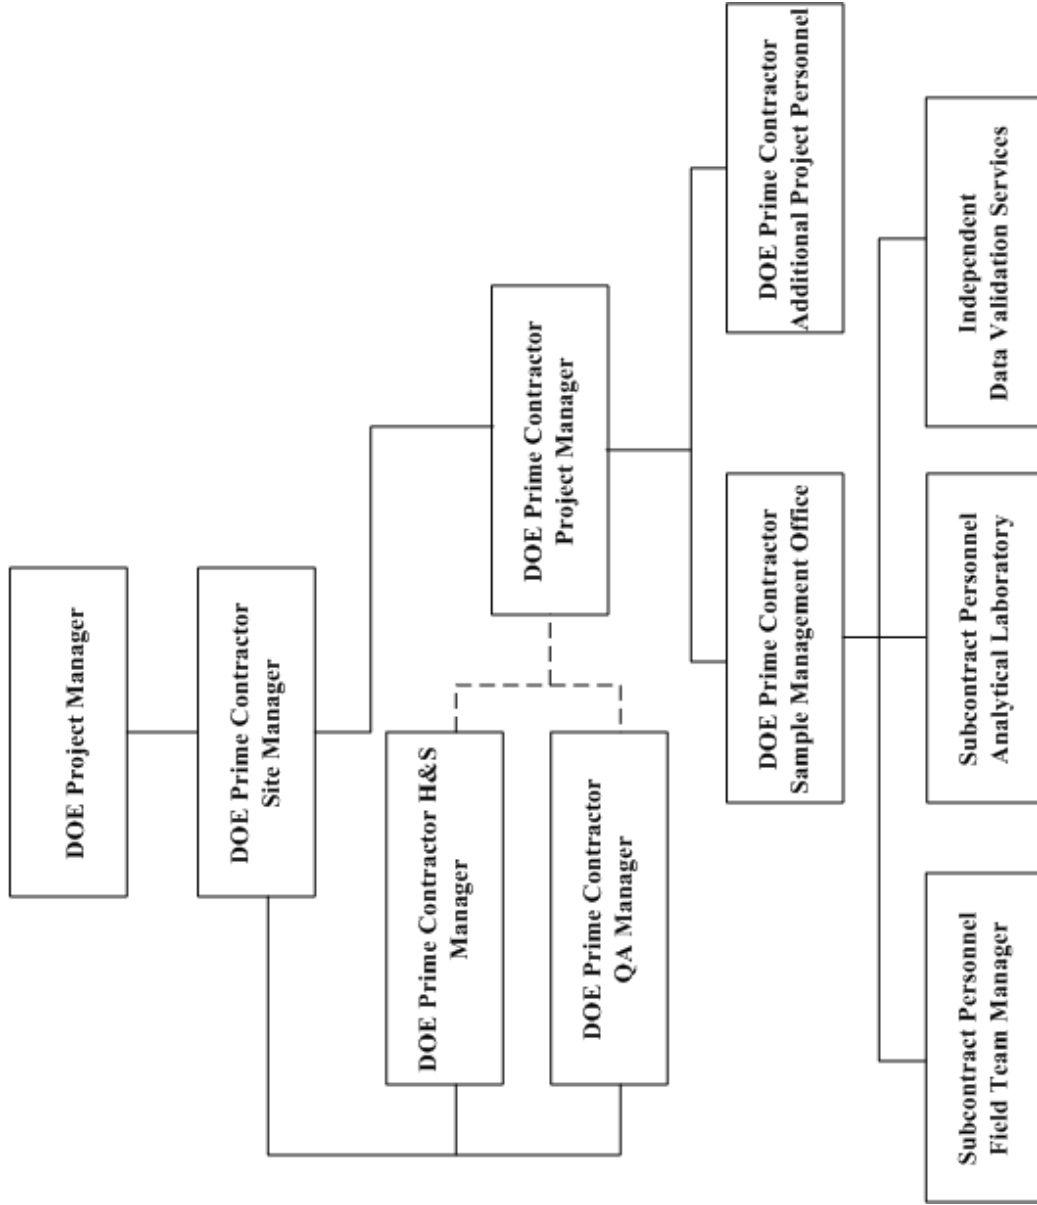 DOE Project Manager
DOE Prime Contractor
Site Manager
DOE Prime Contractor H&S
Manager
DOE Prime Contractor
QA Manager
DOE Prime Contractor
Project Manager
DOE Prime Contractor
Sample Management Office
DOE Prime Contractor
Additional Project Personnel
Subcontract Personnel
Field Team Manager
Subcontract Personnel
Analytical Laboratory
Independent
Data Validation Services